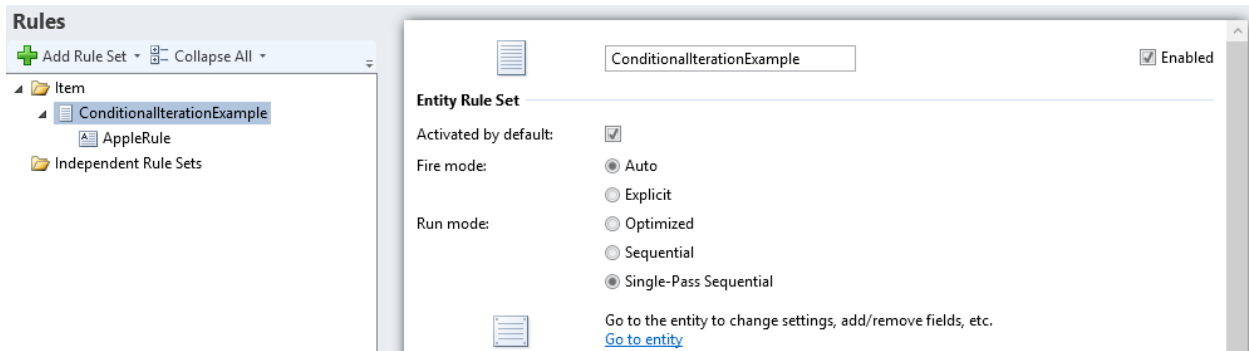 Rules
Add Rule Set
Collapse All
Item
ConditionalIterationExample
AppleRule
Independent Rule Sets
ConditionalIterationExample
Enabled
Entity Rule Set
Activated by default:
Fire mode:
Auto
Explicit
Run mode:
Optimized
Sequential
Single-Pass Sequential
Go to the entity to change settings, add/remove fields, etc.
Go to entity